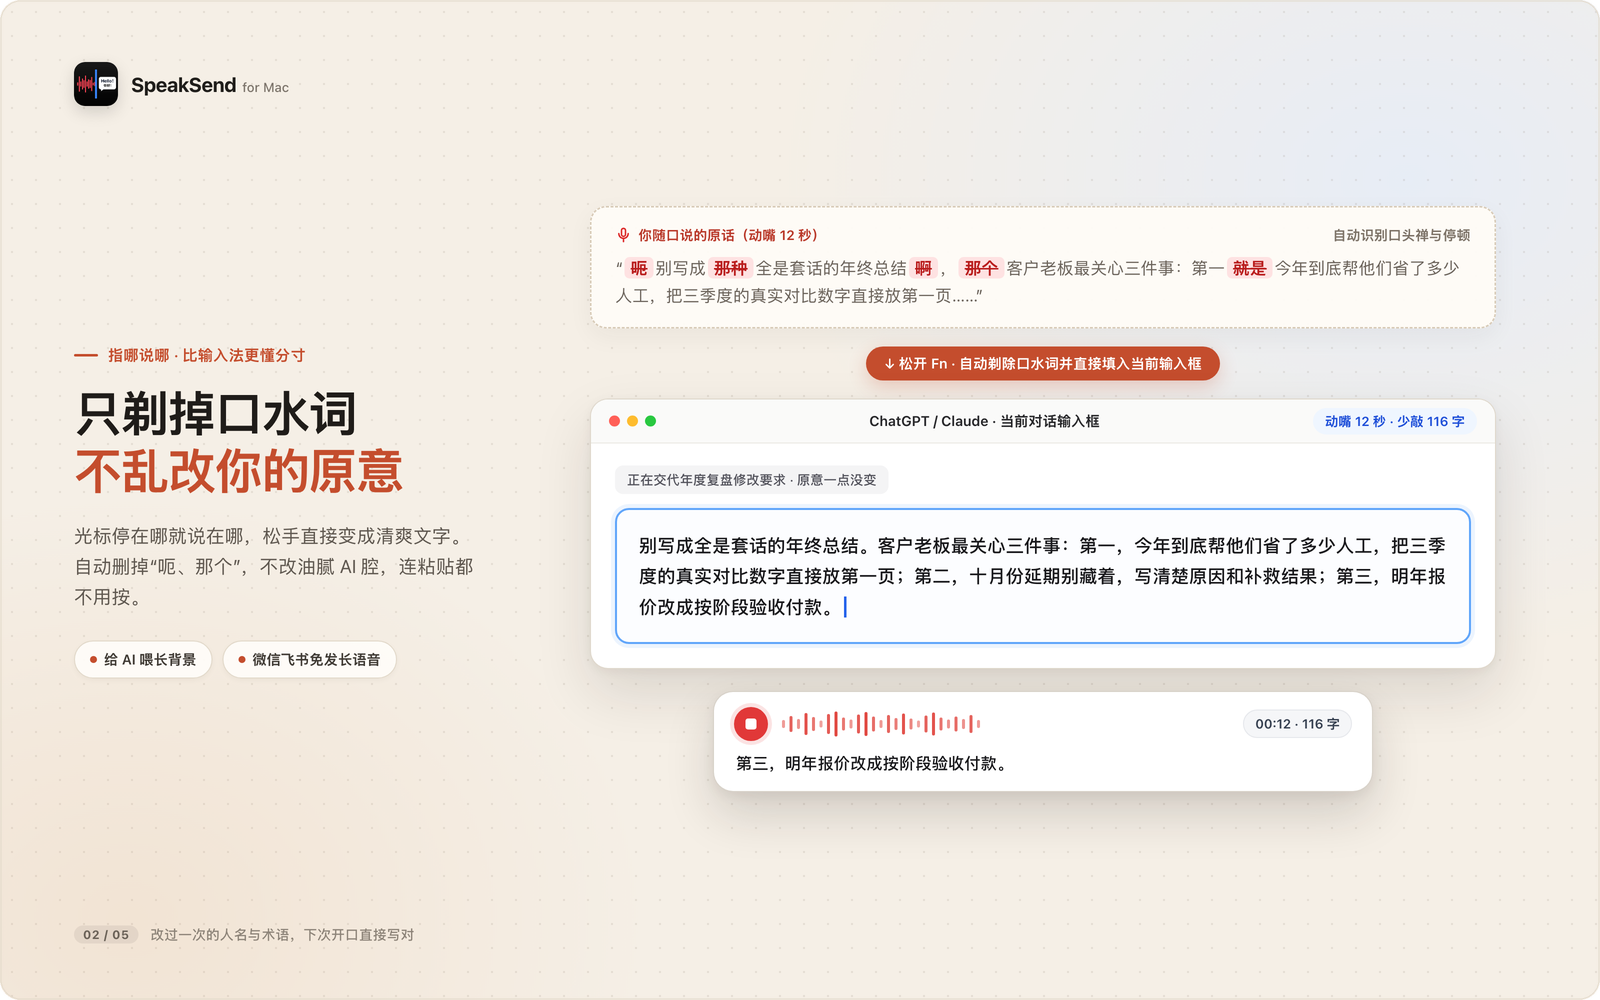 SpeakSend for Mac
指哪说哪 · 比输入法更懂分寸
只剃掉口水词
不乱改你的原意
光标停在哪就说在哪，松手直接变成清爽文字。
自动删掉“呃、那个”，不改油腻 AI 腔，连粘贴都
不用按。
给 AI 喂长背景
微信飞书免发长语音
02 / 05 改过一次的人名与术语，下次开口直接写对
你随口说的原话（动嘴 12 秒）
自动识别口头禅与停顿
“ 呃 别写成 那种 全是套话的年终总结 啊 ， 那个 客户老板最关心三件事：第一 就是 今年到底帮他们省了多少
人工，把三季度的真实对比数字直接放第一页……”
↓ 松开 Fn · 自动剃除口水词并直接填入当前输入框
ChatGPT / Claude · 当前对话输入框
动嘴 12 秒 · 少敲 116 字
正在交代年度复盘修改要求 · 原意一点没变
别写成全是套话的年终总结。客户老板最关心三件事：第一，今年到底帮他们省了多少人工，把三季
度的真实对比数字直接放第一页；第二，十月份延期别藏着，写清楚原因和补救结果；第三，明年报
价改成按阶段验收付款。
00:12 · 116 字
第三，明年报价改成按阶段验收付款。